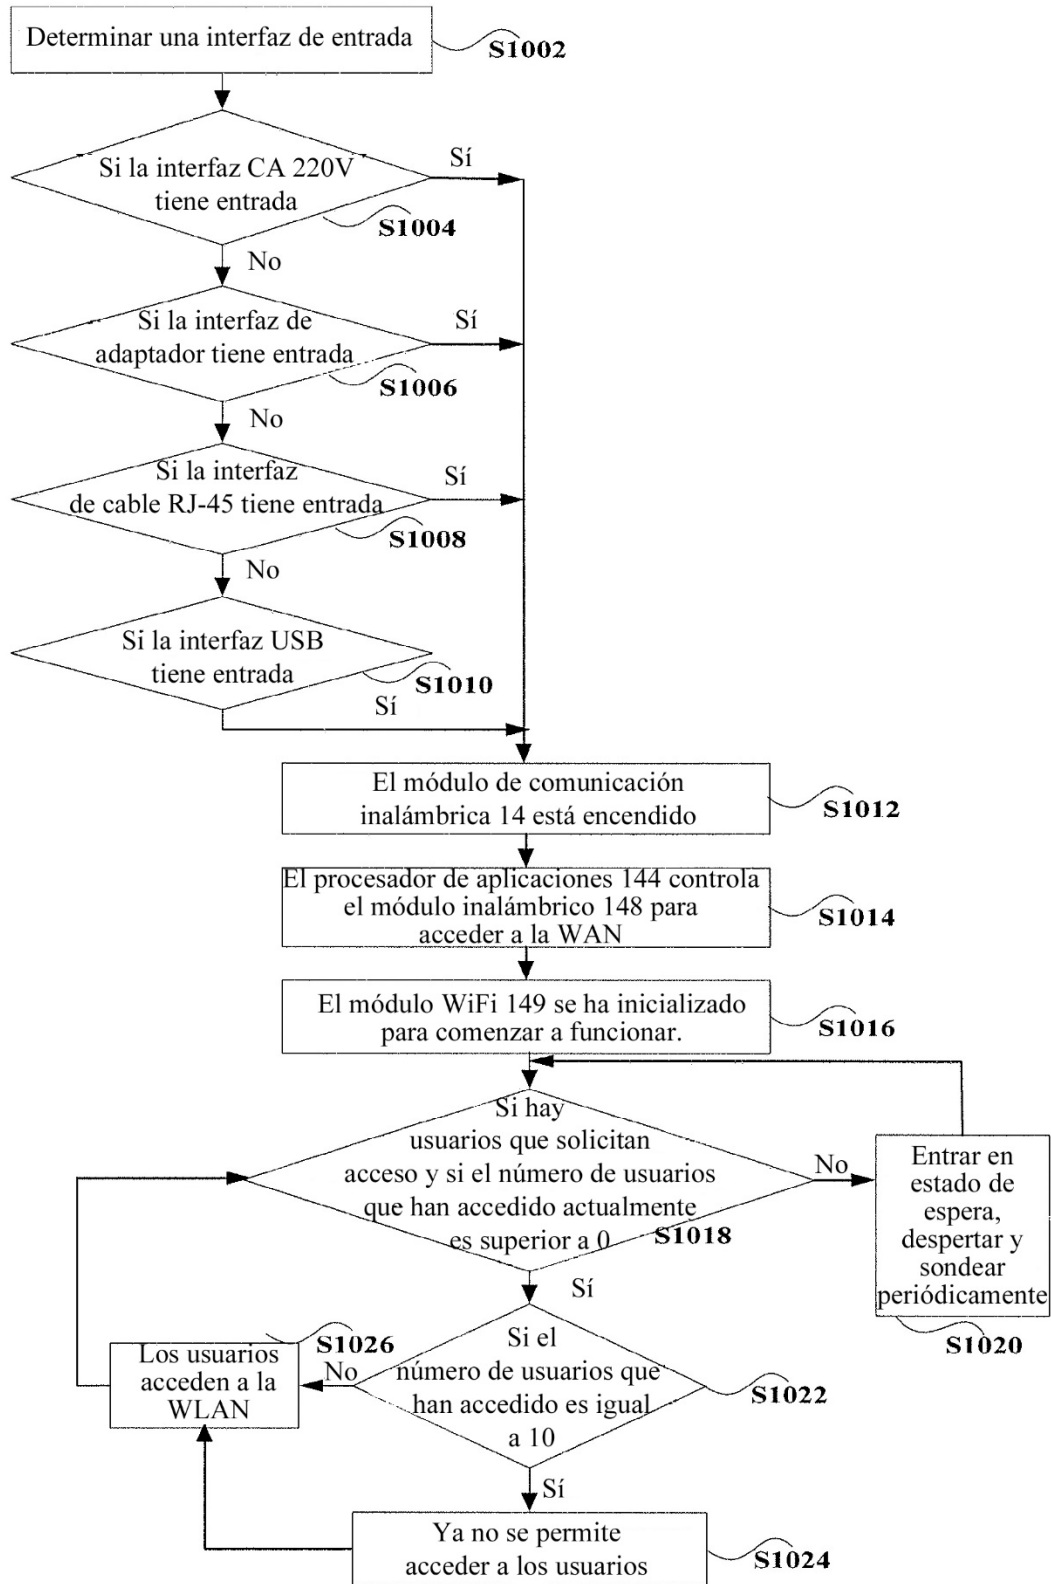 Determinar una interfaz de entrada
S1002
Si la interfaz CA 220V
tiene entrada
Sí
S1004
No
Si la interfaz de
adaptador tiene entrada
Sí
S1006
No
Si la interfaz
de cable RJ-45 tiene entrada
Sí
S1008
No
Si la interfaz USB
tiene entrada
S1010
Sí
El módulo de comunicación
inalámbrica 14 está encendido
S1012
El procesador de aplicaciones 144 controla
el módulo inalámbrico 148 para
acceder a la WAN
S1014
El módulo WiFi 149 se ha inicializado
para comenzar a funcionar.
S1016
Si hay
usuarios que solicitan
acceso y si el número de usuarios
que han accedido actualmente
es superior a 0
S1018
No
Entrar en
estado de
espera,
despertar y
sondear
periódicamente
S1020
Sí
Si el
número de usuarios que
han accedido es igual
a 10
S1022
No
S1026
Los usuarios
acceden a la
WLAN
Sí
Ya no se permite
acceder a los usuarios
S1024